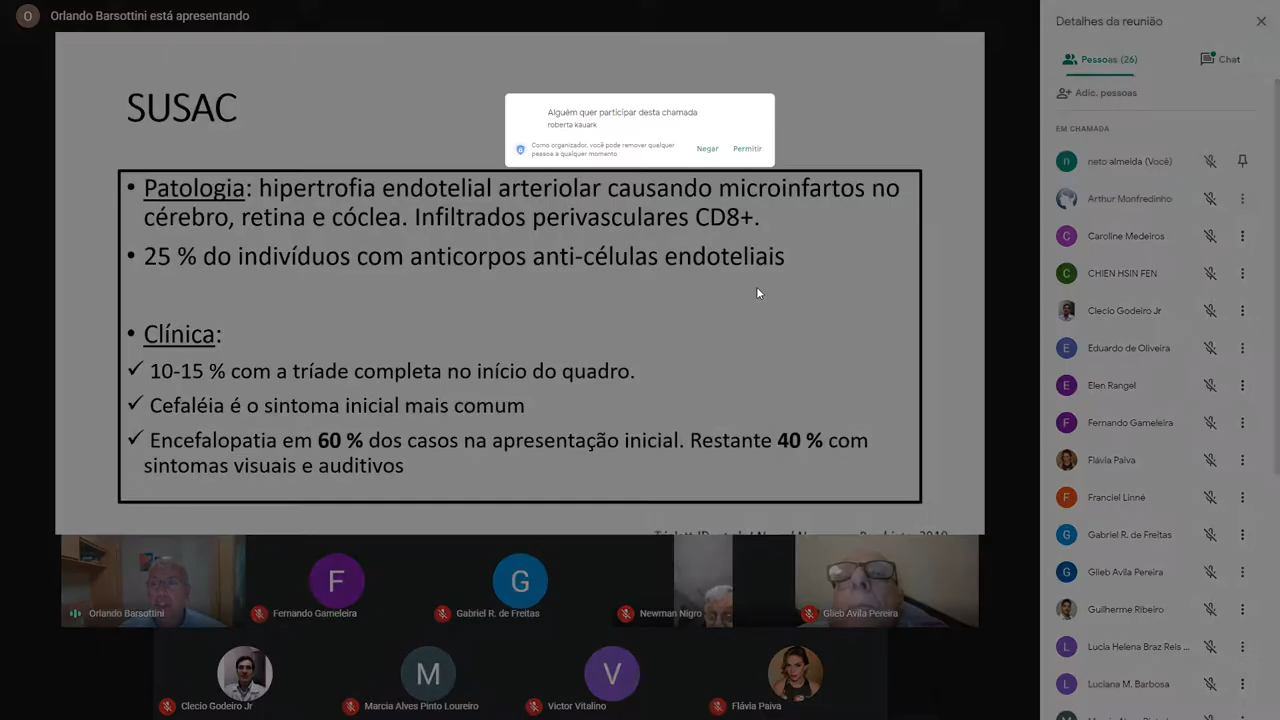 O
Orlando Barsottini está apresentando
SUSAC
Alguém quer participar desta chamada
roberta kauark
Como organizador, você pode remover qualquer
pessoa a qualquer momento
Negar
Permitir
• Patologia: hipertrofia endotelial arteriolar causando microinfartos no
cérebro, retina e cóclea. Infiltrados perivasculares CD8+.
• 25 % do indivíduos com anticorpos anti-células endoteliais
• Clínica:
✓ 10-15 % com a tríade completa no início do quadro.
✓ Cefaléia é o sintoma inicial mais comum
✓ Encefalopatia em 60 % dos casos na apresentação inicial. Restante 40 % com
sintomas visuais e auditivos
Orlando Barsottini
F
Fernando Gameleira
G
Gabriel R. de Freitas
Newman Nigro
Glieb Avila Pereira
Clecio Godeiro Jr
M
Marcia Alves Pinto Loureiro
V
Victor Vitalino
Flávia Paiva
Detalhes da reunião
Pessoas (26)
Chat
Adic. pessoas
EM CHAMADA
n
neto almeida (Você)
Arthur Monfredinho
C
Caroline Medeiros
C
CHIEN HSIN FEN
Clecio Godeiro Jr
E
Eduardo de Oliveira
E
Elen Rangel
F
Fernando Gameleira
Flávia Paiva
F
Franciel Linné
G
Gabriel R. de Freitas
G
Glieb Avila Pereira
Guilherme Ribeiro
L
Lucia Helena Braz Reis ...
L
Luciana M. Barbosa